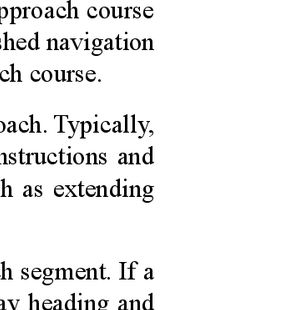 pproach course
shed navigation
ch course.
oach. Typically,
nstructions and
h as extending
h segment. If a
ay heading and